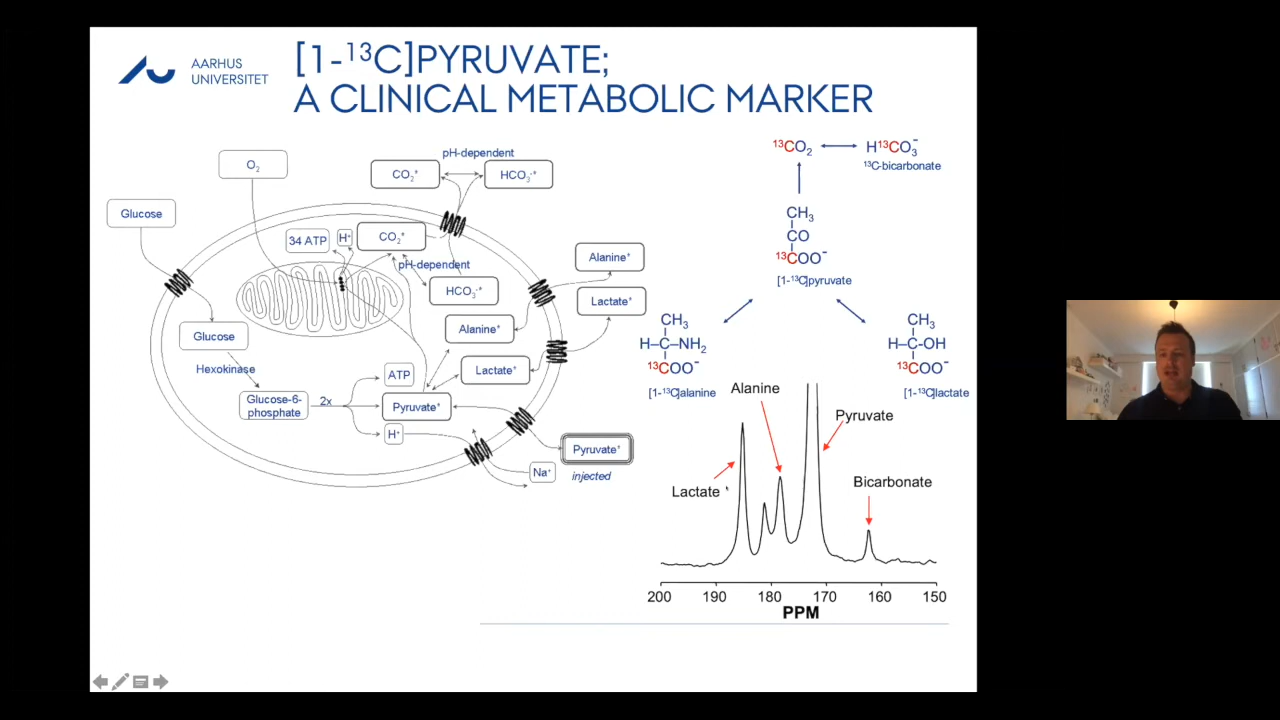 AARHUS
UNIVERSITET
[1-¹³C]PYRUVATE;
A CLINICAL METABOLIC MARKER
O₂
Glucose
pH-dependent
CO₂*
HCO₃⁻*
34 ATP
H⁺
CO₂*
pH-dependent
HCO₃⁻*
Alanine*
Lactate*
Alanine*
Lactate*
Glucose
Hexokinase
Glucose-6-
phosphate
2x
ATP
Pyruvate*
H⁺
Na⁺
Pyruvate*
injected
¹³CO₂
H¹³CO₃⁻
¹³C-bicarbonate
CH₃
CO
¹³COO⁻
[1-¹³C]pyruvate
CH₃
H-C-NH₂
¹³COO⁻
[1-¹³C]alanine
CH₃
H-C-OH
¹³COO⁻
[1-¹³C]lactate
Alanine
Pyruvate
Lactate
Bicarbonate
200 190 180 170 160 150
PPM